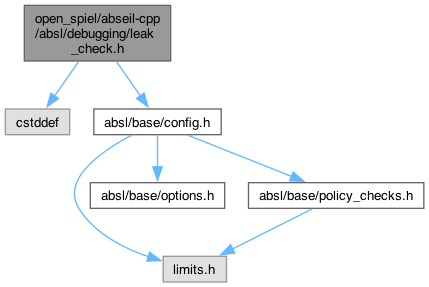 open_spiel/abseil-cpp
/absl/debugging/leak
_check.h
cstddef
absl/base/config.h
absl/base/options.h
absl/base/policy_checks.h
limits.h